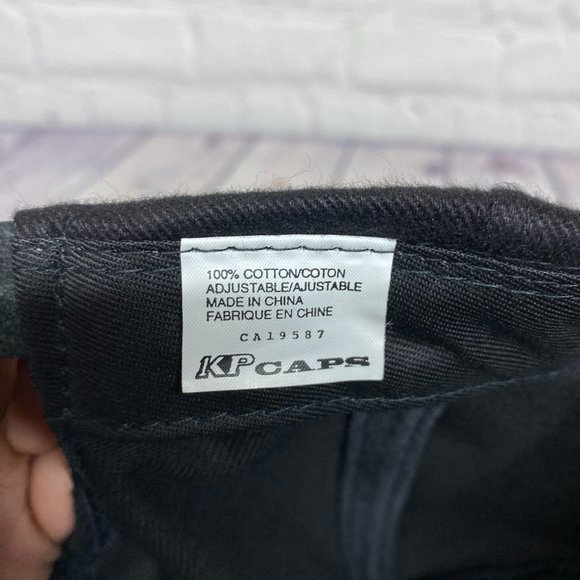 100% COTTON/COTON
ADJUSTABLE/AJUSTABLE
MADE IN CHINA
FABRIQUE EN CHINE
CA19587
KP CAPS